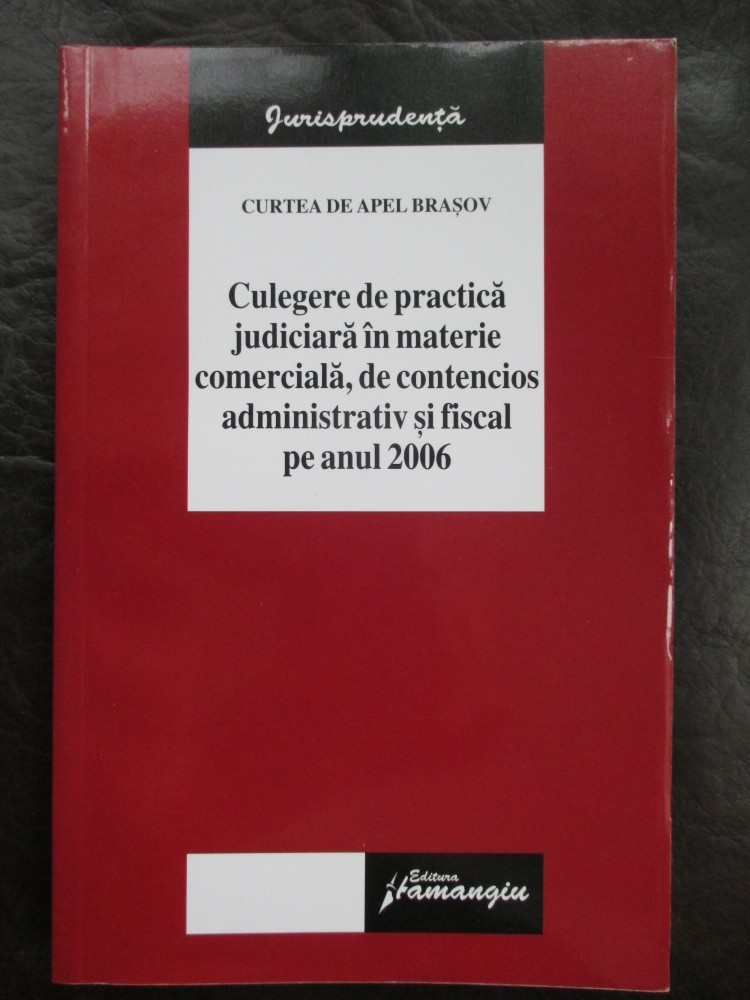 Jurisprudență
CURTEA DE APEL BRAȘOV
Culegere de practică
judiciară în materie
comercială, de contencios
administrativ și fiscal
pe anul 2006
Editura
Hamangiu